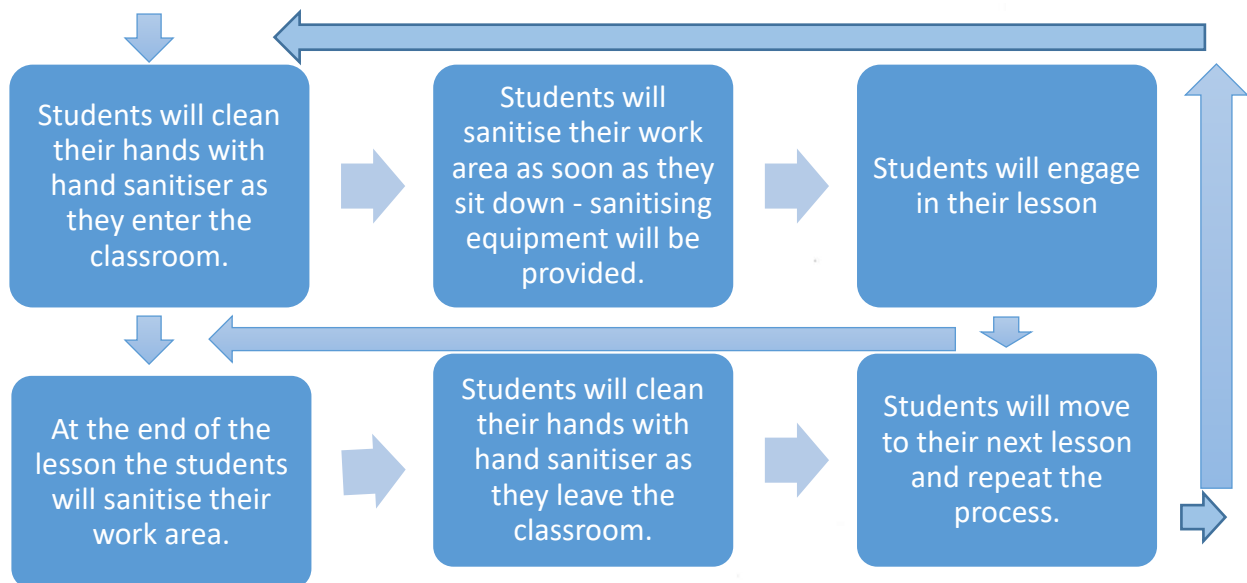 Students will clean
their hands with
hand sanitiser as
they enter the
classroom.
Students will
sanitise their work
area as soon as they
sit down - sanitising
equipment will be
provided.
Students will engage
in their lesson
At the end of the
lesson the students
will sanitise their
work area.
Students will clean
their hands with
hand sanitiser as
they leave the
classroom.
Students will move
to their next lesson
and repeat the
process.